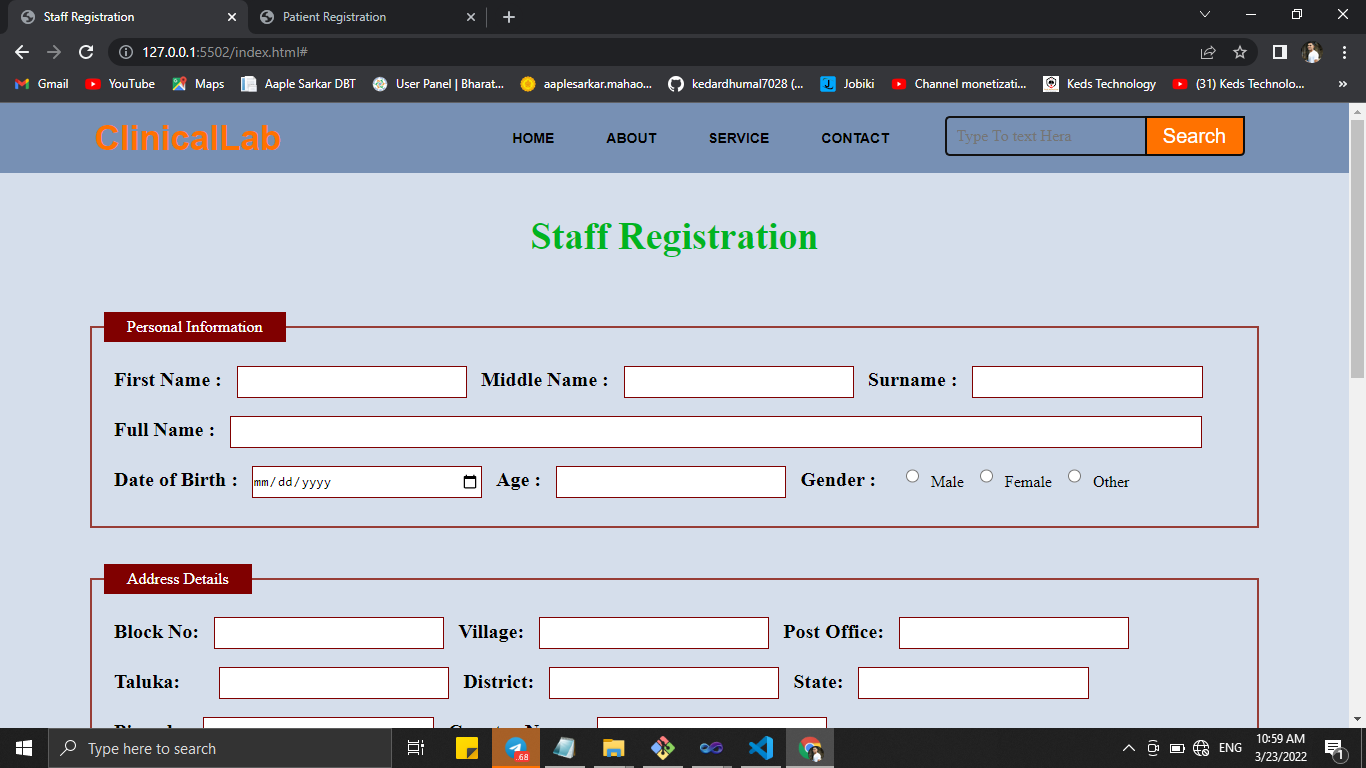 Staff Registration
Patient Registration
127.0.0.1:5502/index.html#
Gmail
YouTube
Maps
Aaple Sarkar DBT
User Panel | Bharat...
aaplesarkar.mahao...
kedardhumal7028 (...
Jobiki
Channel monetizati...
Keds Technology
(31) Keds Technolo...
»
ClinicalLab
HOME
ABOUT
SERVICE
CONTACT
Type To text Hera
Search
Staff Registration
Personal Information
First Name :
Middle Name :
Surname :
Full Name :
Date of Birth :
mm/dd/yyyy
Age :
Gender :
Male
Female
Other
Address Details
Block No:
Village:
Post Office:
Taluka:
District:
State:
Type here to search
.68
ENG
10:59 AM
3/23/2022
1